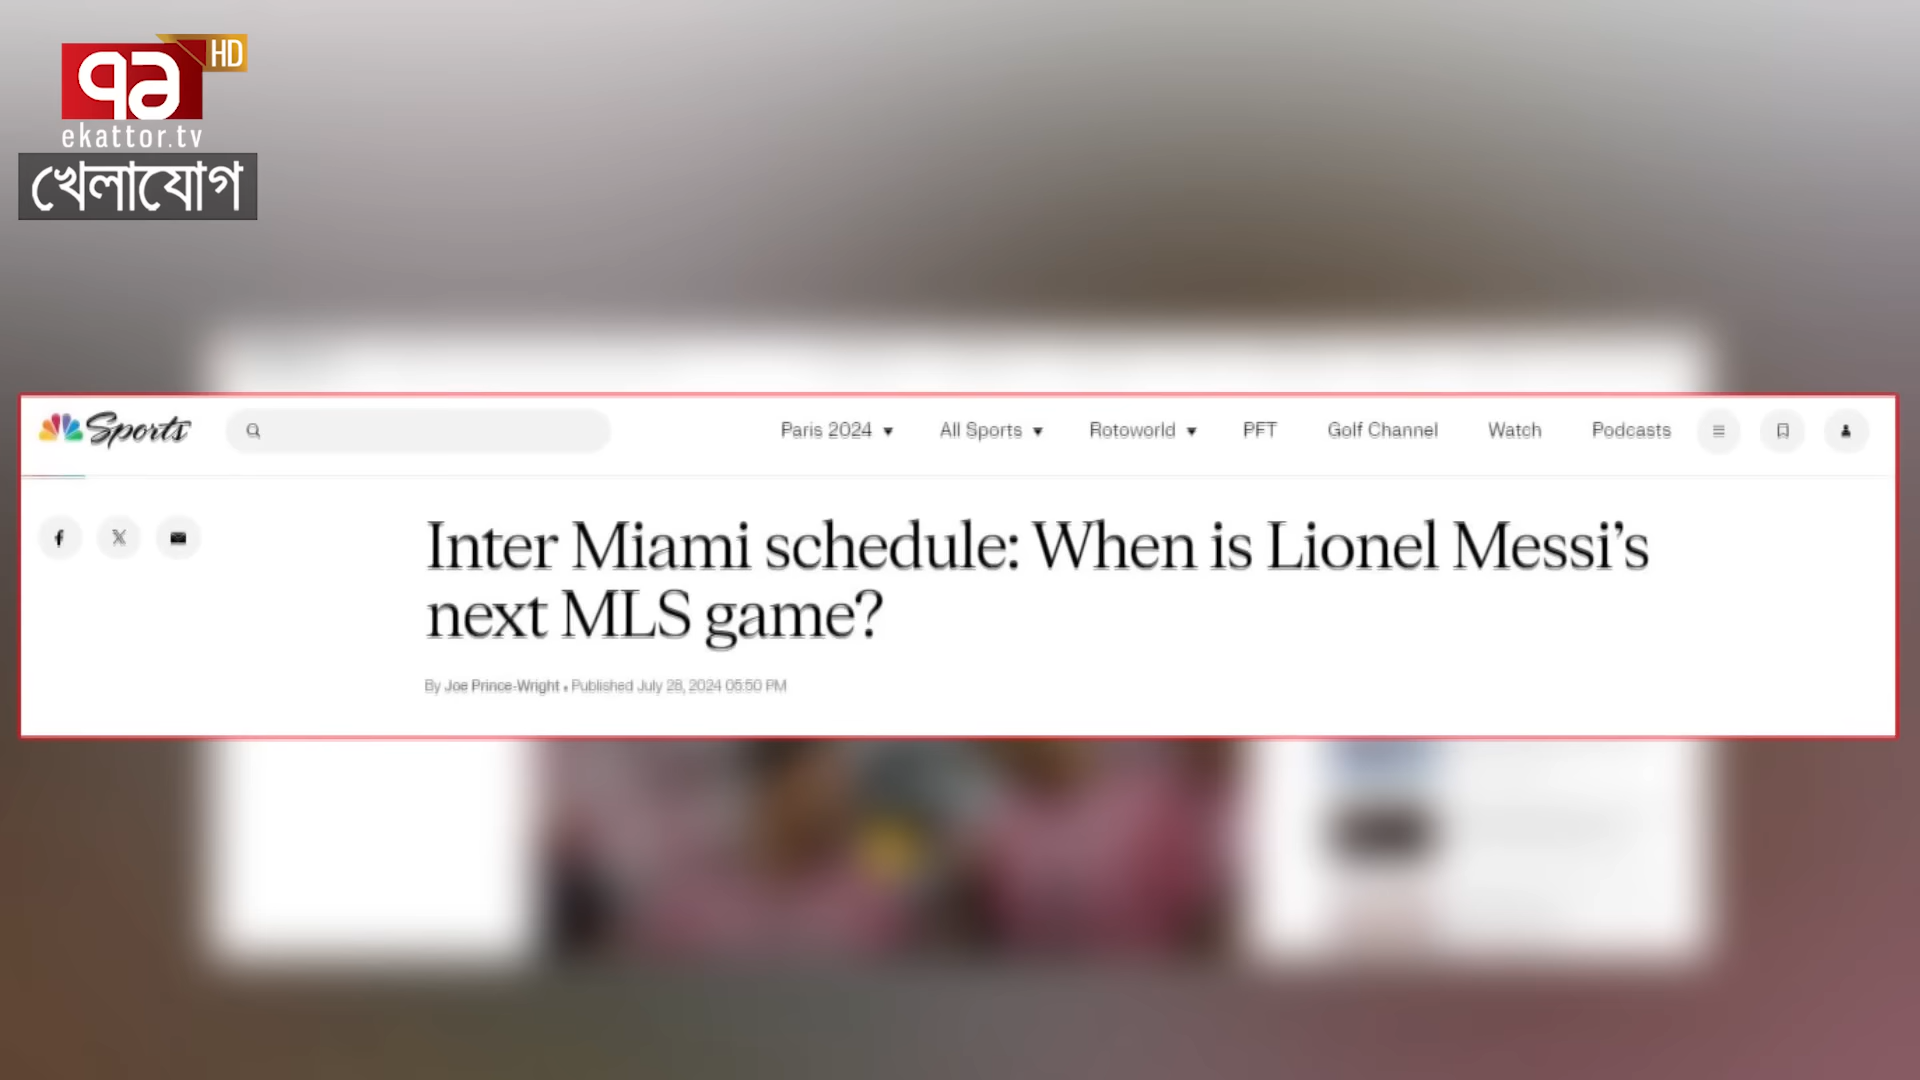 ৭১ HD
ekattor.tv
খেলাযোগ
Sports
Paris 2024 ▼ All Sports ▼ Rotoworld ▼ PFT Golf Channel Watch Podcasts
Inter Miami schedule: When is Lionel Messi’s
next MLS game?
By Joe Prince-Wright • Published July 28, 2024 05:50 PM